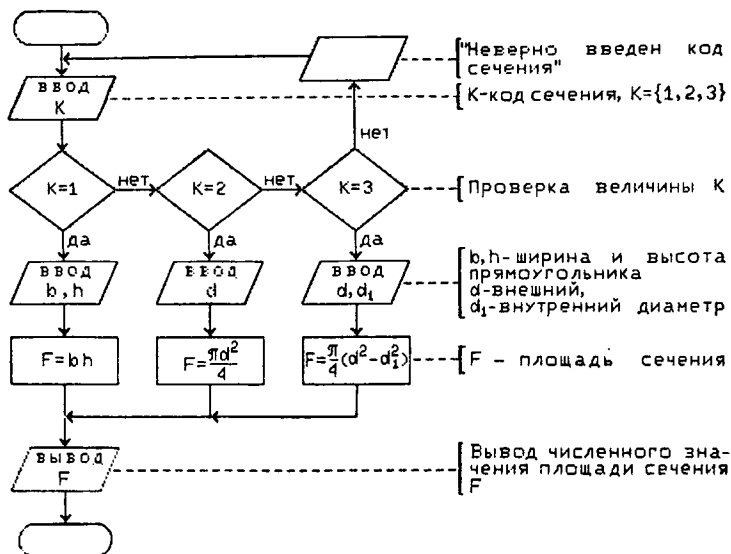 "Неверно введен код
сечения"
ввод
К
К-код сечения, К={1,2,3}
нет
К=1
нет
К=2
нет
К=3
Проверка величины К
да
да
да
ввод
b, h
ввод
d
ввод
d, d₁
b,h-ширина и высота
прямоугольника
d-внешний,
d₁-внутренний диаметр
F=bh
F=πd²/4
F=π/4(d²-d₁²)
F - площадь сечения
вывод
F
Вывод численного зна-
чения площади сечения
F